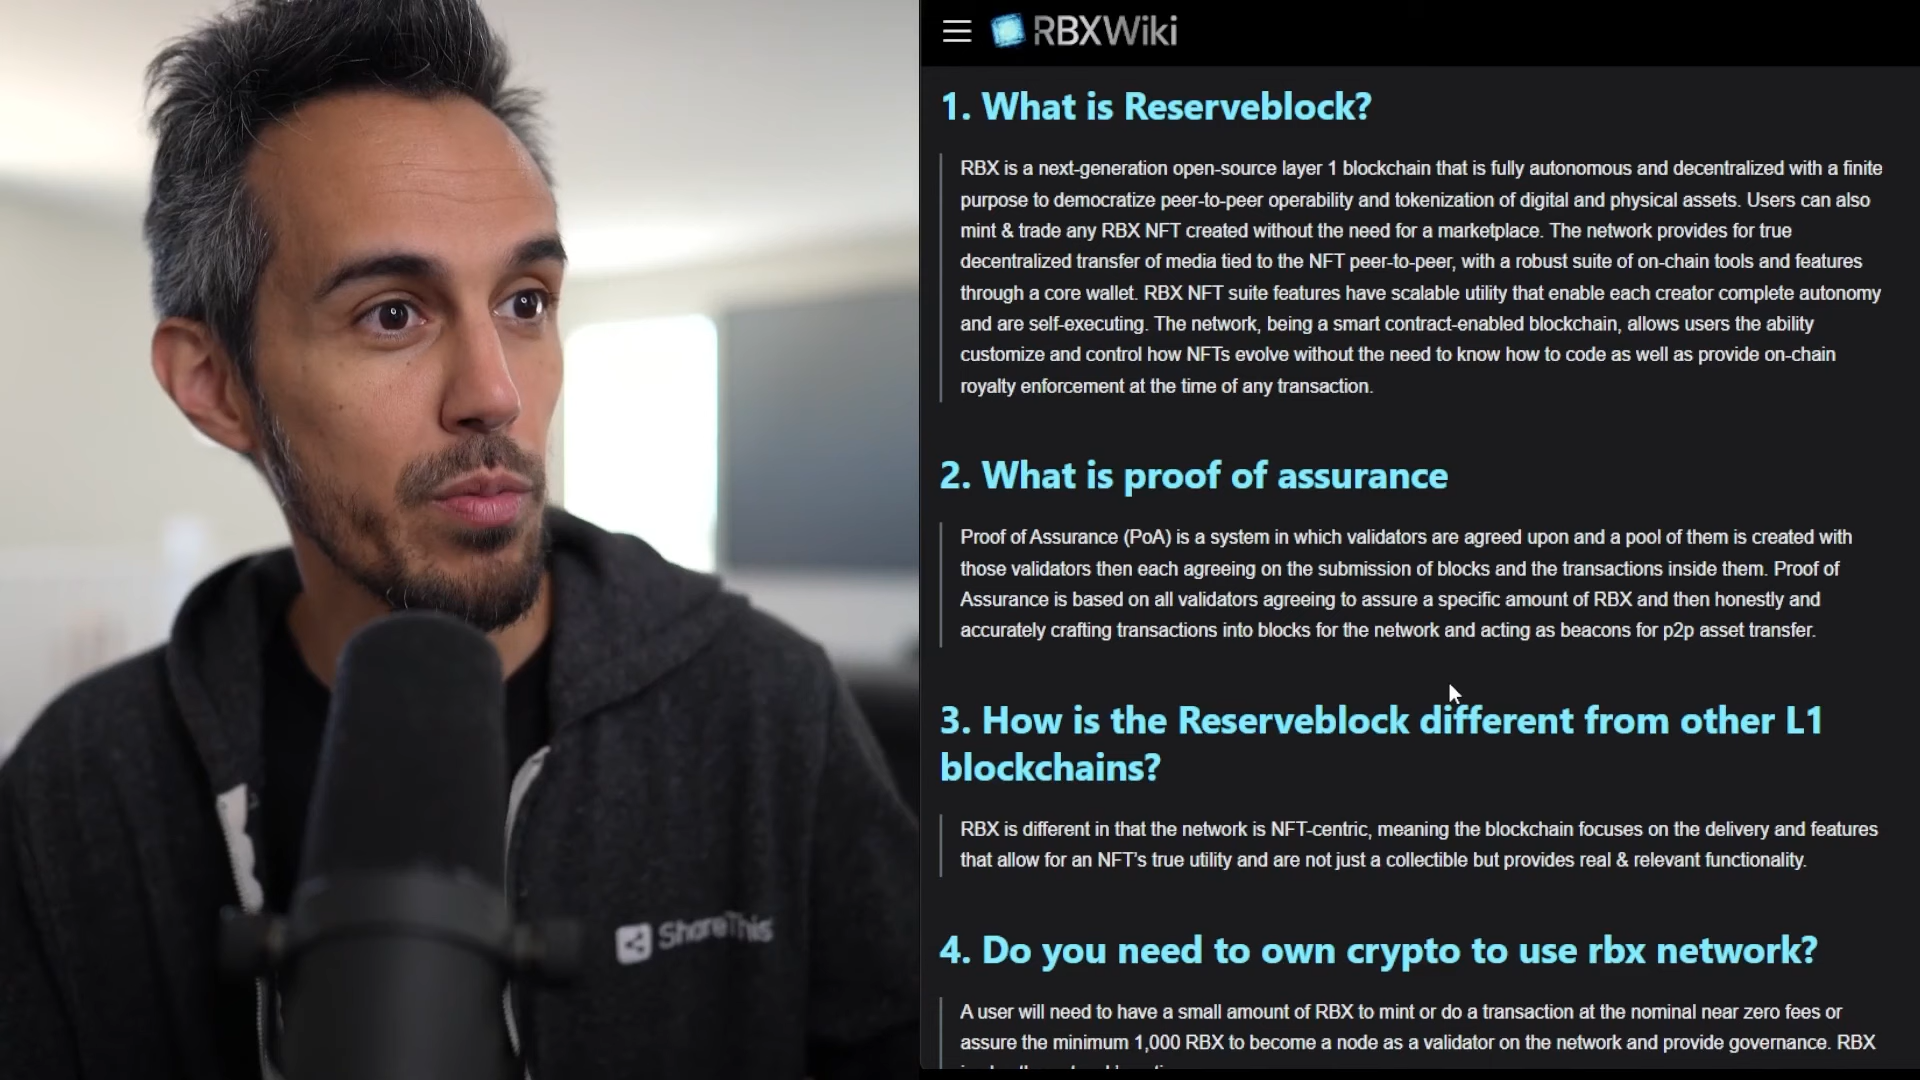 RBXWiki
1. What is Reserveblock?
RBX is a next-generation open-source layer 1 blockchain that is fully autonomous and decentralized with a finite
purpose to democratize peer-to-peer operability and tokenization of digital and physical assets. Users can also
mint & trade any RBX NFT created without the need for a marketplace. The network provides for true
decentralized transfer of media tied to the NFT peer-to-peer, with a robust suite of on-chain tools and features
through a core wallet. RBX NFT suite features have scalable utility that enable each creator complete autonomy
and are self-executing. The network, being a smart contract-enabled blockchain, allows users the ability
customize and control how NFTs evolve without the need to know how to code as well as provide on-chain
royalty enforcement at the time of any transaction.
2. What is proof of assurance
Proof of Assurance (PoA) is a system in which validators are agreed upon and a pool of them is created with
those validators then each agreeing on the submission of blocks and the transactions inside them. Proof of
Assurance is based on all validators agreeing to assure a specific amount of RBX and then honestly and
accurately crafting transactions into blocks for the network and acting as beacons for p2p asset transfer.
3. How is the Reserveblock different from other L1
blockchains?
RBX is different in that the network is NFT-centric, meaning the blockchain focuses on the delivery and features
that allow for an NFT's true utility and are not just a collectible but provides real & relevant functionality.
4. Do you need to own crypto to use rbx network?
A user will need to have a small amount of RBX to mint or do a transaction at the nominal near zero fees or
assure the minimum 1,000 RBX to become a node as a validator on the network and provide governance. RBX
ShareThis